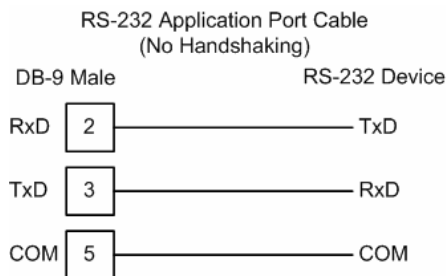 RS-232 Application Port Cable
(No Handshaking)
DB-9 Male RS-232 Device
RxD 2 TxD
TxD 3 RxD
COM 5 COM